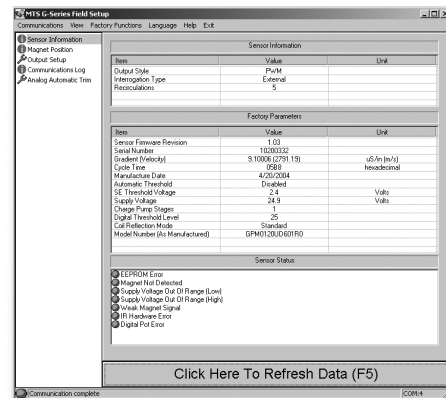 MTS G-Series Field Setup
Communications View Factory Functions Language Help Exit
Sensor Information
Magnet Position
Output Setup
Communications Log
Analog Automatic Trim
Sensor Information
Item Value Unit
Output Style PWM
Interrogation Type External
Recirculations 5
Factory Parameters
Item Value Unit
Sensor Firmware Revision 1.03
Serial Number 10200332
Gradient (Velocity) 9.10006 (2791.19) uS/in (m/s)
Cycle Time 05B8 hexadecimal
Manufacture Date 4/20/2004
Automatic Threshold Disabled
SE Threshold Voltage 2.4 Volts
Supply Voltage 24.9 Volts
Charge Pump Stages 1
Digital Threshold Level 25
Coil Reflection Mode Standard
Model Number (As Manufactured) GPM0120UD601R0
Sensor Status
EEPROM Error
Magnet Not Detected
Supply Voltage Out Of Range (Low)
Supply Voltage Out Of Range (High)
Weak Magnet Signal
IR Hardware Error
Digital Pot Error
Click Here To Refresh Data (F5)
Communication complete COM:4